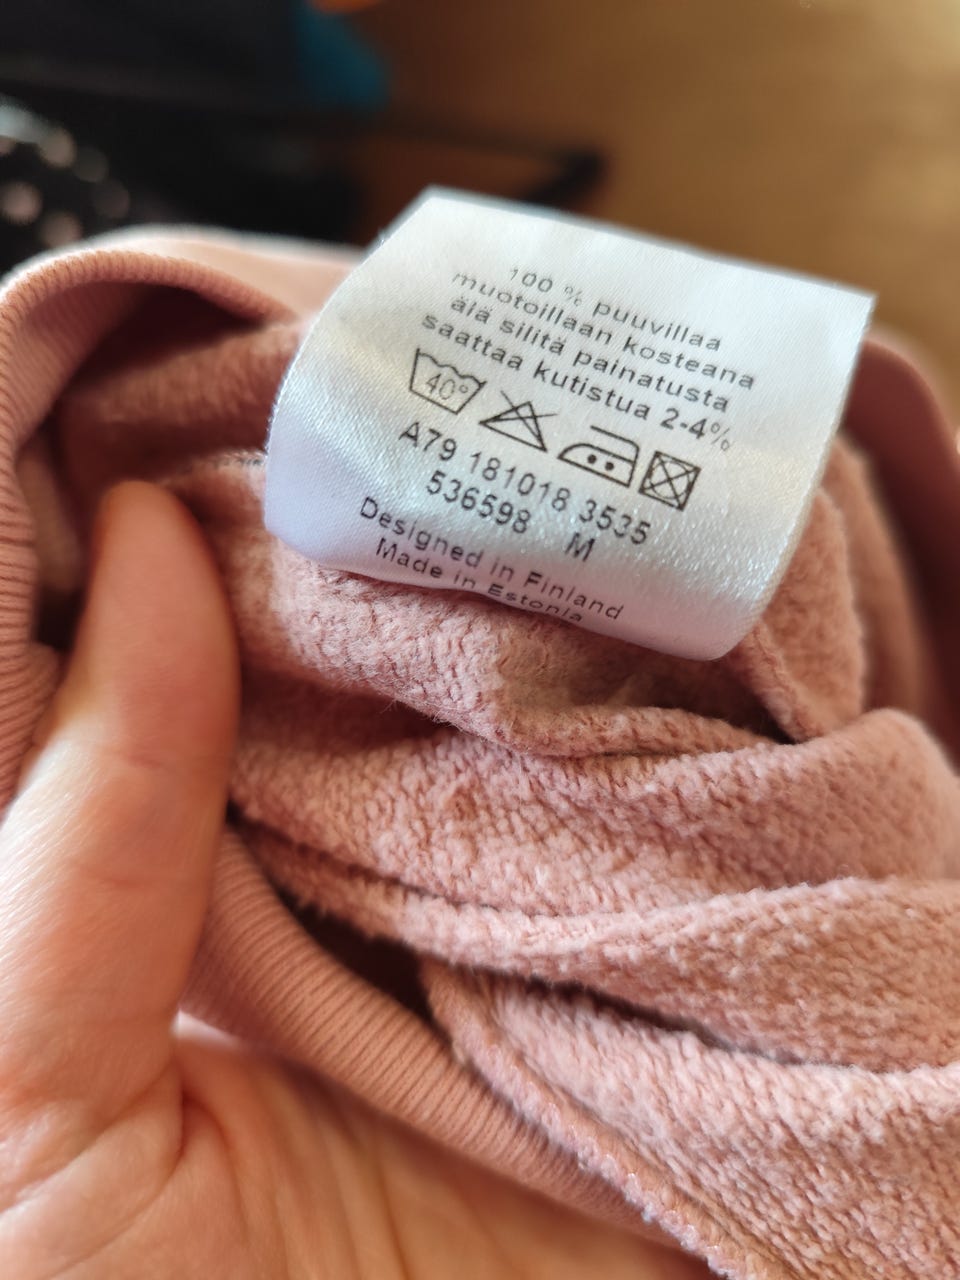 100 % puuvillaa
muotoillaan kosteana
älä silitä painatusta
saattaa kutistua 2-4%
40°
A79 181018 3535
536598 M
Designed in Finland
Made in Estonia